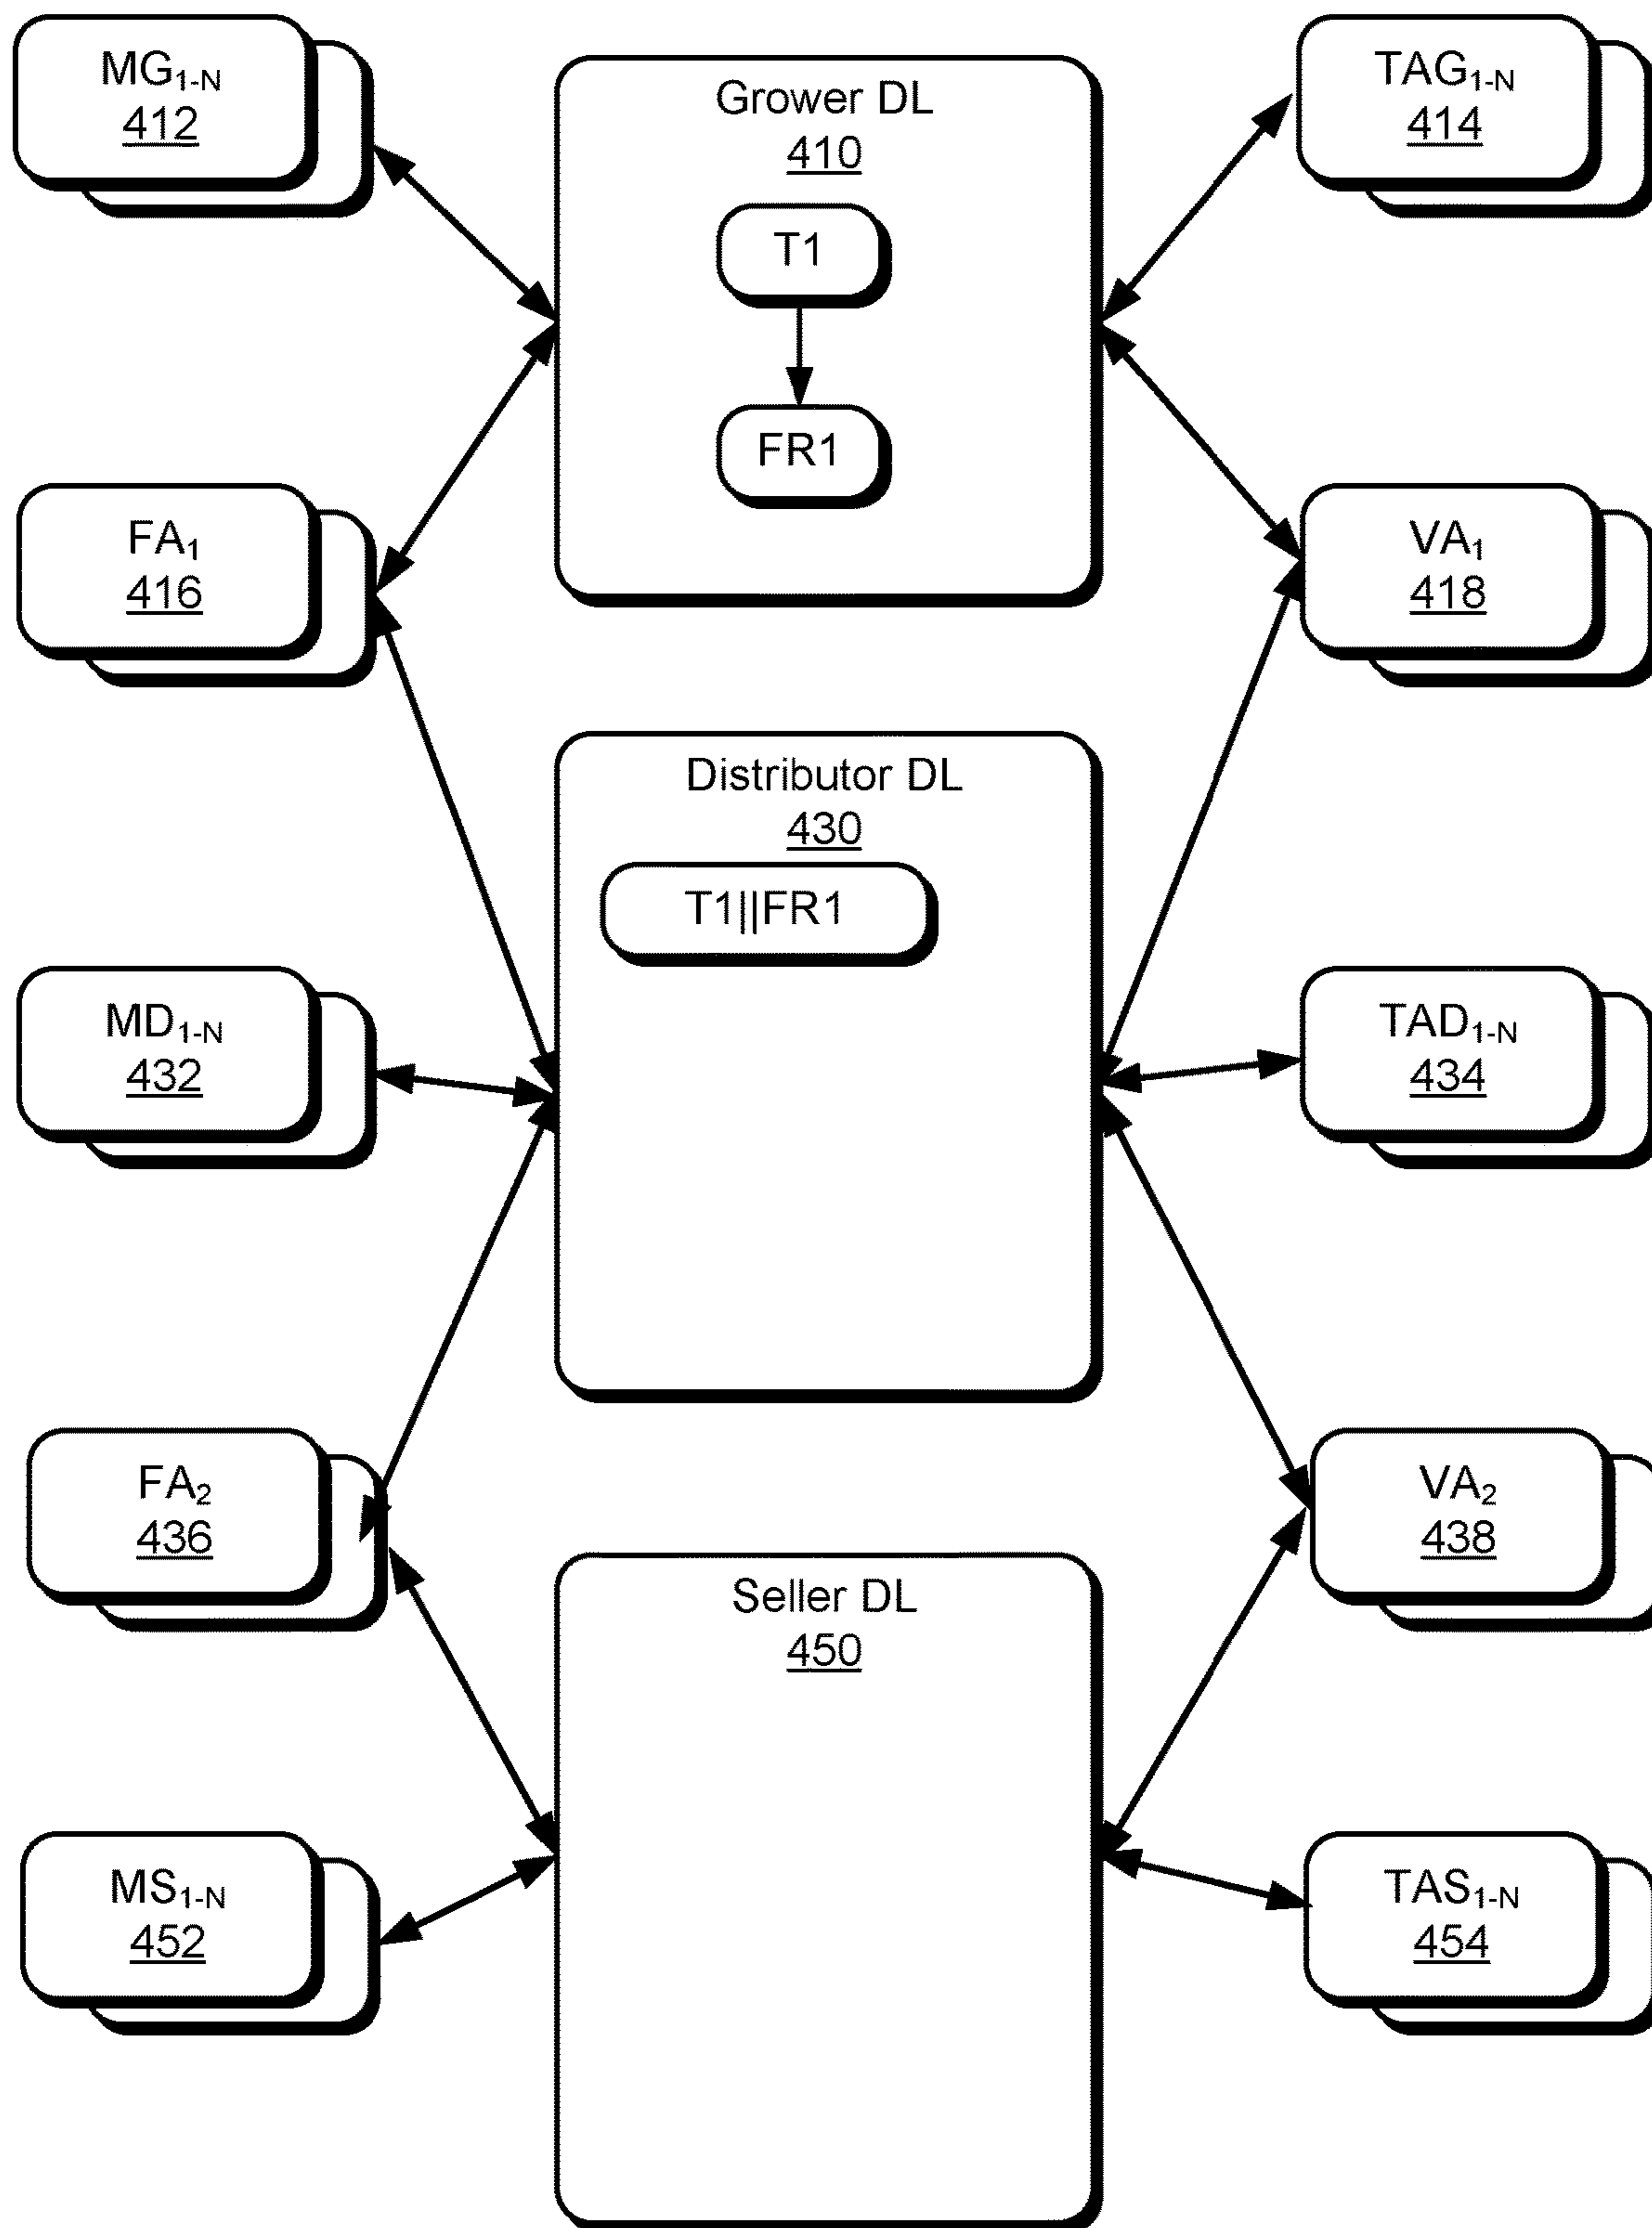 MG1-N
412
Grower DL
410
T1
FR1
TAG1-N
414
FA1
416
VA1
418
Distributor DL
430
T1||FR1
MD1-N
432
TAD1-N
434
FA2
436
VA2
438
Seller DL
450
MS1-N
452
TAS1-N
454